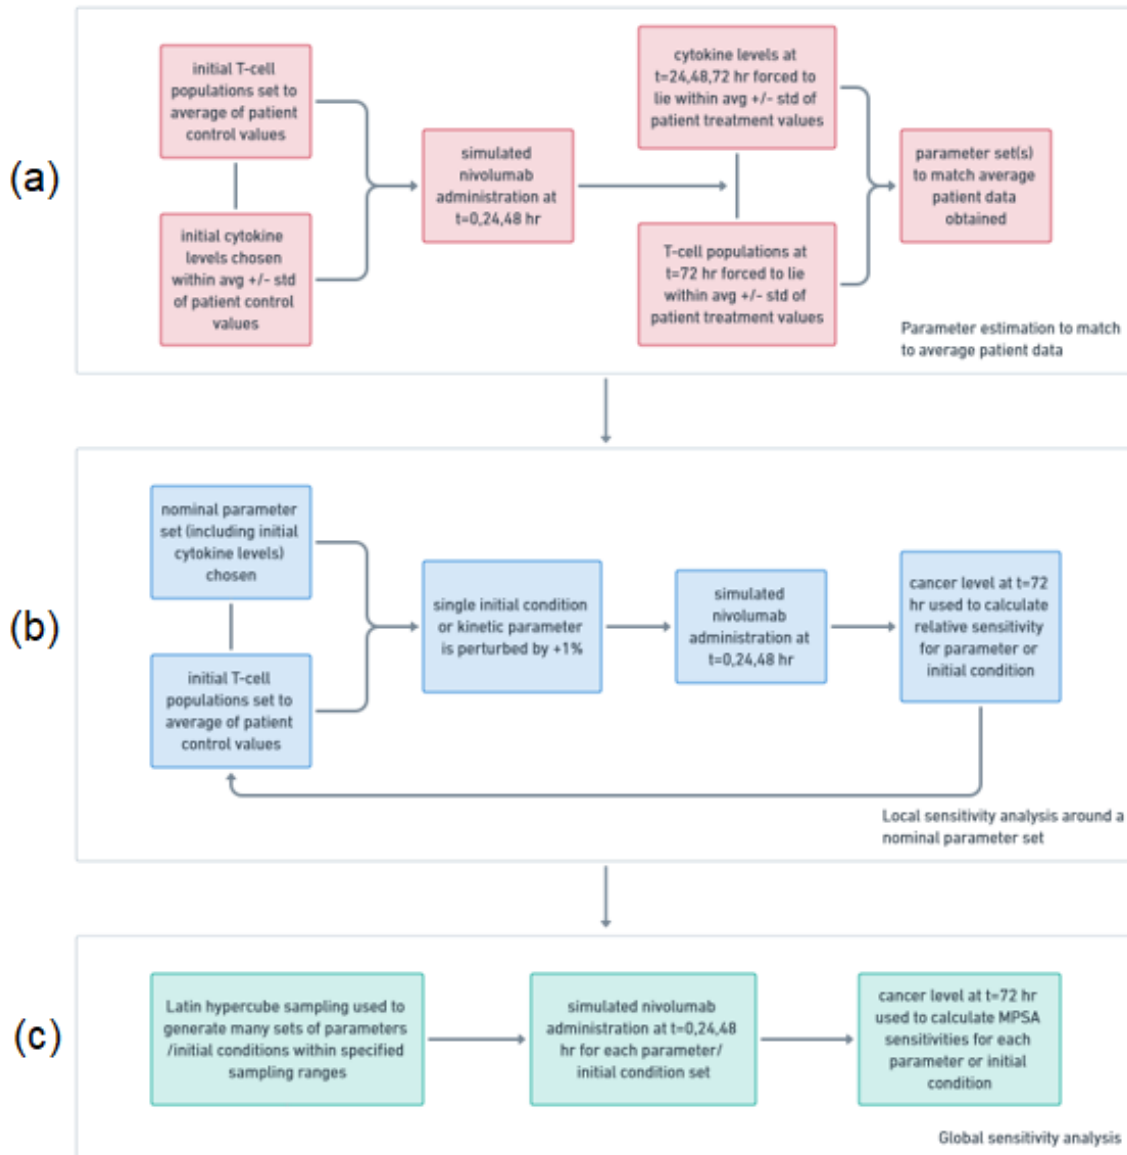 (a)
initial T-cell
populations set to
average of patient
control values
initial cytokine
levels chosen
within avg +/- std
of patient control
values
simulated
nivolumab
administration at
t=0,24,48 hr
cytokine levels at
t=24,48,72 hr forced to
lie within avg +/- std of
patient treatment values
T-cell populations at
t=72 hr forced to lie
within avg +/- std of
patient treatment values
parameter set(s)
to match average
patient data
obtained
Parameter estimation to match
to average patient data
(b)
nominal parameter
set (including initial
cytokine levels)
chosen
initial T-cell
populations set to
average of patient
control values
single initial condition
or kinetic parameter
is perturbed by +1%
simulated
nivolumab
administration at
t=0,24,48 hr
cancer level at t=72
hr used to calculate
relative sensitivity
for parameter or
initial condition
Local sensitivity analysis around a
nominal parameter set
(c)
Latin hypercube sampling used to
generate many sets of parameters
/initial conditions within specified
sampling ranges
simulated nivolumab
administration at t=0,24,48
hr for each parameter/
initial condition set
cancer level at t=72 hr
used to calculate MPSA
sensitivities for each
parameter or initial
condition
Global sensitivity analysis